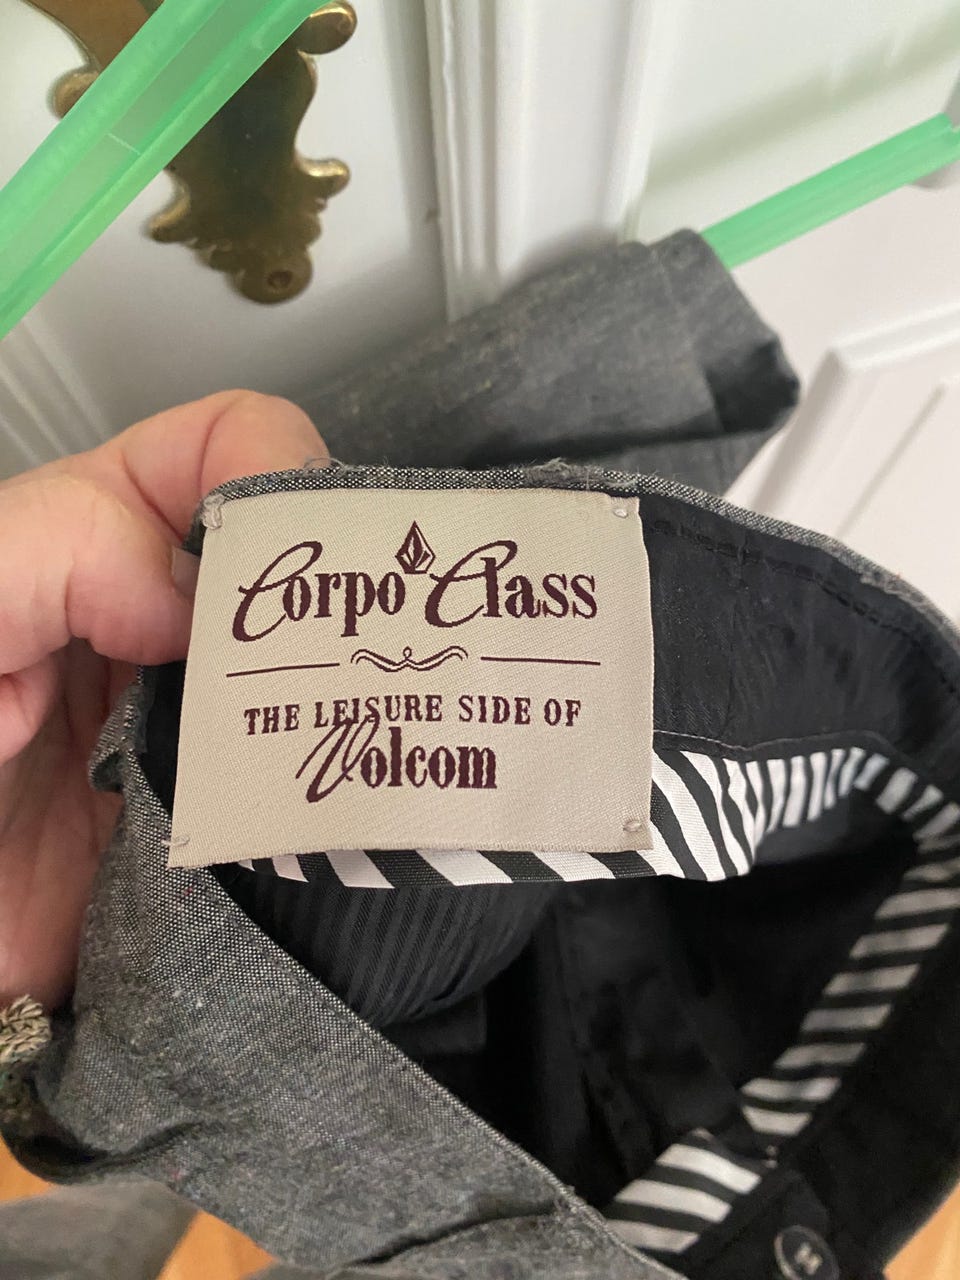 Corpo Class
THE LEISURE SIDE OF
Volcom